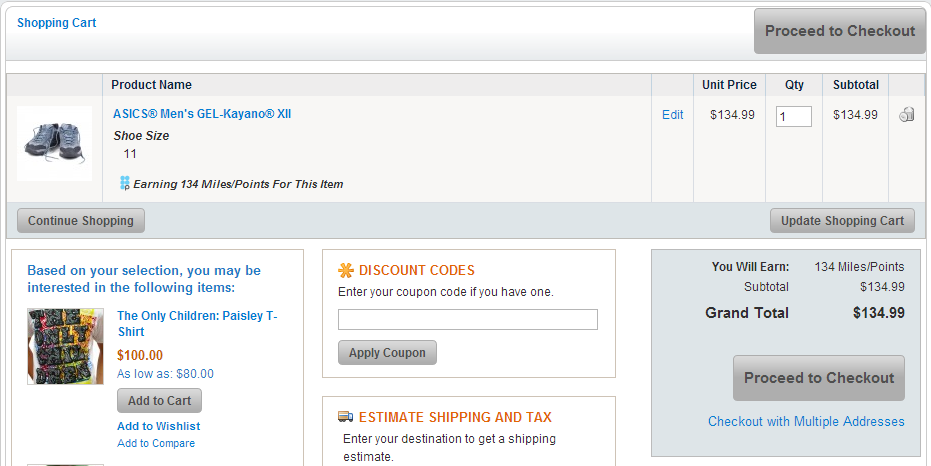 Shopping Cart
Proceed to Checkout
Product Name
Unit Price
Qty
Subtotal
ASICS® Men's GEL-Kayano® XII
Edit
$134.99
1
$134.99
Shoe Size
11
Earning 134 Miles/Points For This Item
Continue Shopping
Update Shopping Cart
Based on your selection, you may be
interested in the following items:
The Only Children: Paisley T-
Shirt
$100.00
As low as: $80.00
Add to Cart
Add to Wishlist
Add to Compare
DISCOUNT CODES
Enter your coupon code if you have one.
Apply Coupon
ESTIMATE SHIPPING AND TAX
Enter your destination to get a shipping
estimate.
You Will Earn: 134 Miles/Points
Subtotal $134.99
Grand Total $134.99
Proceed to Checkout
Checkout with Multiple Addresses